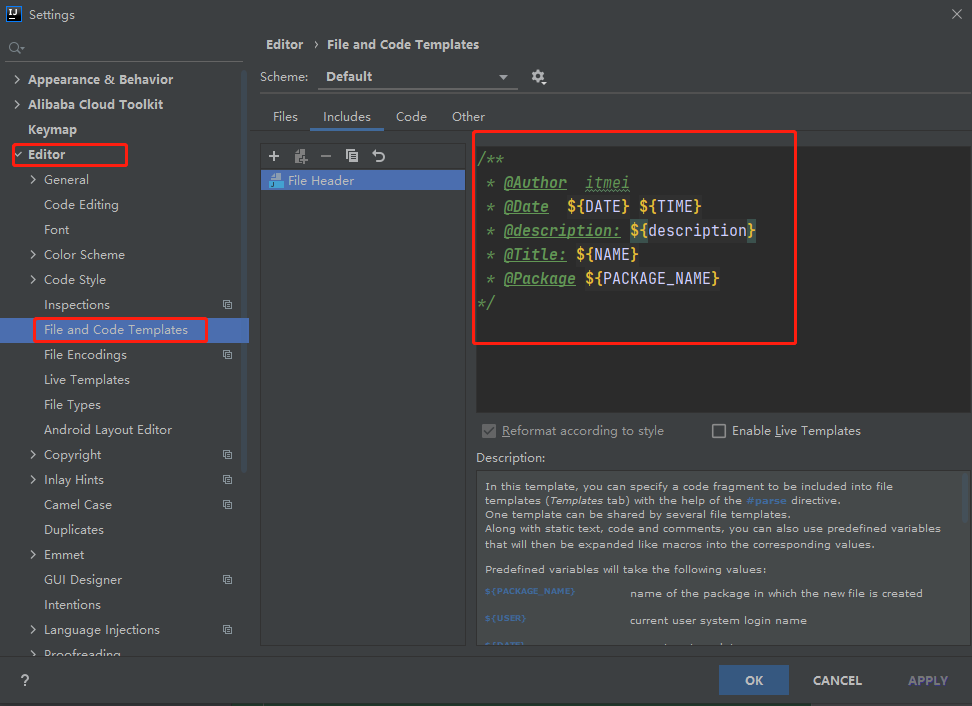 Settings
Editor › File and Code Templates
Scheme: Default
Files Includes Code Other
Appearance & Behavior
Alibaba Cloud Toolkit
Keymap
Editor
General
Code Editing
Font
Color Scheme
Code Style
Inspections
File and Code Templates
File Encodings
Live Templates
File Types
Android Layout Editor
Copyright
Inlay Hints
Camel Case
Duplicates
Emmet
GUI Designer
Intentions
Language Injections
Proofreading
File Header
/**
* @Author itmei
* @Date ${DATE} ${TIME}
* @description: ${description}
* @Title: ${NAME}
* @Package ${PACKAGE_NAME}
*/
Reformat according to style Enable Live Templates
Description:
In this template, you can specify a code fragment to be included into file
templates (Templates tab) with the help of the #parse directive.
One template can be shared by several file templates.
Along with static text, code and comments, you can also use predefined variables
that will then be expanded like macros into the corresponding values.
Predefined variables will take the following values:
${PACKAGE_NAME} name of the package in which the new file is created
${USER} current user system login name
${DATE}
? OK CANCEL APPLY